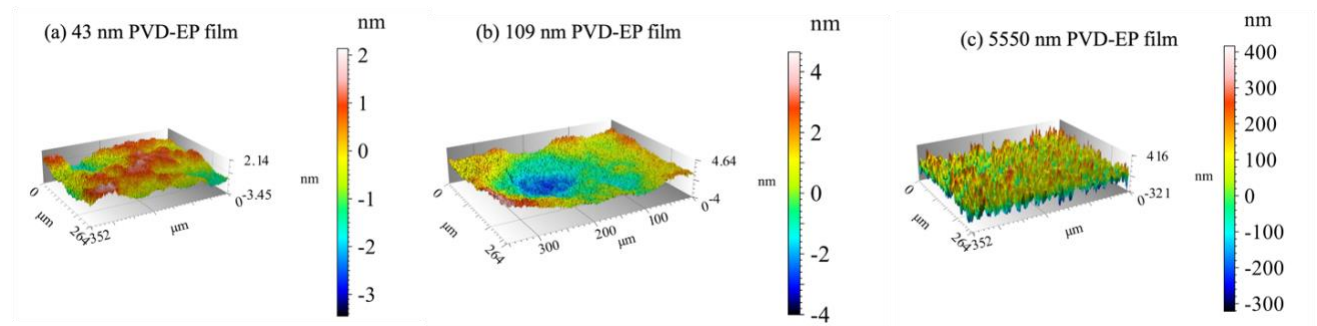 (a) 43 nm PVD-EP film
nm
2
1
0
-1
-2
-3
2.14
nm
0
-3.45
0
μm
264
352
μm
(b) 109 nm PVD-EP film
nm
4
2
0
-2
-4
4.64
nm
0
-4
0
μm
264
300
200
μm
100
(c) 5550 nm PVD-EP film
nm
400
300
200
100
0
-100
-200
-300
416
nm
0
-321
0
μm
264
352
μm